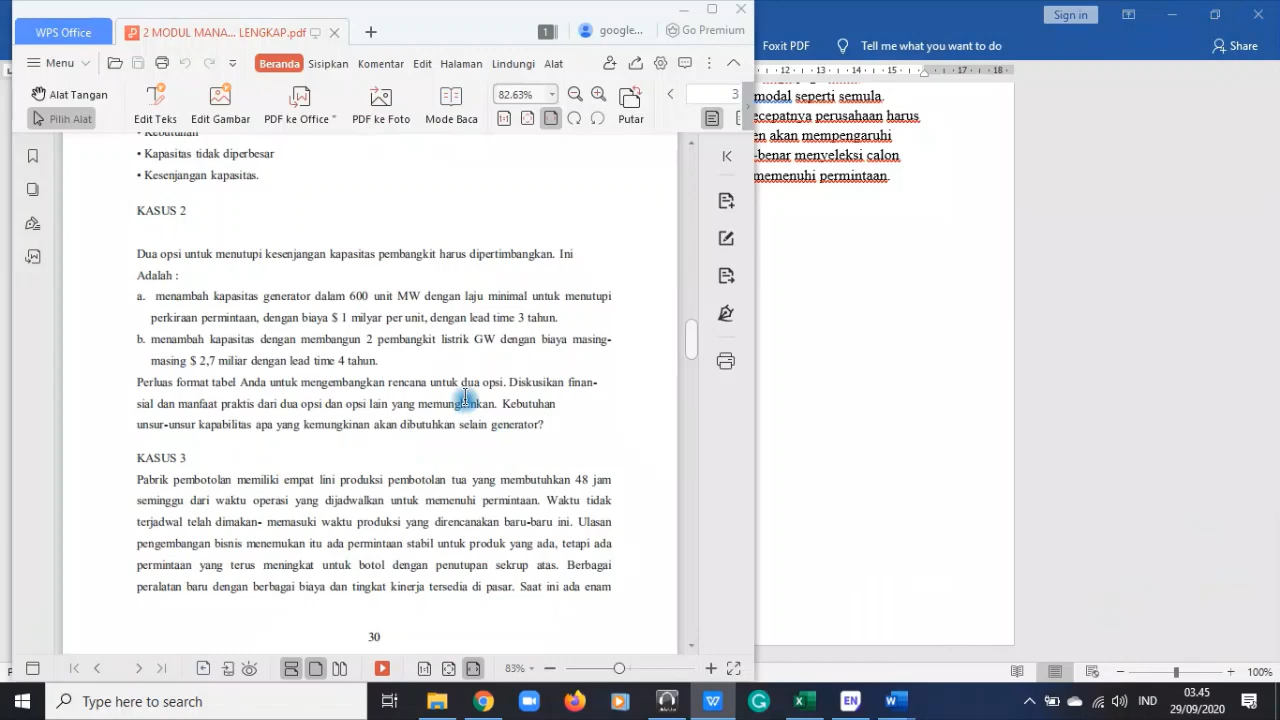 WPS Office
2 MODUL MANA... LENGKAP.pdf
1
google...
Go Premium
Sign in
Menu
Beranda
Sisipkan
Komentar
Edit
Halaman
Lindungi
Alat
Foxit PDF
Tell me what you want to do
Share
Alat Tangan
Pilih Alat
Edit Teks
Edit Gambar
PDF ke Office
PDF ke Foto
Mode Baca
82.63%
Putar
3
12
13
14
15
17
18
modal seperti semula.
ecepatnya perusahaan harus
en akan mempengaruhi
-benar menyeleksi calon
memenuhi permintaan.
• Kebutuhan
• Kapasitas tidak diperbesar
• Kesenjangan kapasitas.
KASUS 2
Dua opsi untuk menutupi kesenjangan kapasitas pembangkit harus dipertimbangkan. Ini
Adalah :
a. menambah kapasitas generator dalam 600 unit MW dengan laju minimal untuk menutupi
perkiraan permintaan, dengan biaya $ 1 milyar per unit, dengan lead time 3 tahun.
b. menambah kapasitas dengan membangun 2 pembangkit listrik GW dengan biaya masing-
masing $ 2,7 miliar dengan lead time 4 tahun.
Perluas format tabel Anda untuk mengembangkan rencana untuk dua opsi. Diskusikan finan-
sial dan manfaat praktis dari dua opsi dan opsi lain yang memungkinkan. Kebutuhan
unsur-unsur kapabilitas apa yang kemungkinan akan dibutuhkan selain generator?
KASUS 3
Pabrik pembotolan memiliki empat lini produksi pembotolan tua yang membutuhkan 48 jam
seminggu dari waktu operasi yang dijadwalkan untuk memenuhi permintaan. Waktu tidak
terjadwal telah dimakan- memasuki waktu produksi yang direncanakan baru-baru ini. Ulasan
pengembangan bisnis menemukan itu ada permintaan stabil untuk produk yang ada, tetapi ada
permintaan yang terus meningkat untuk botol dengan penutupan sekrup atas. Berbagai
peralatan baru dengan berbagai biaya dan tingkat kinerja tersedia di pasar. Saat ini ada enam
30
83%
100%
Type here to search
EN
IND
03.45
29/09/2020